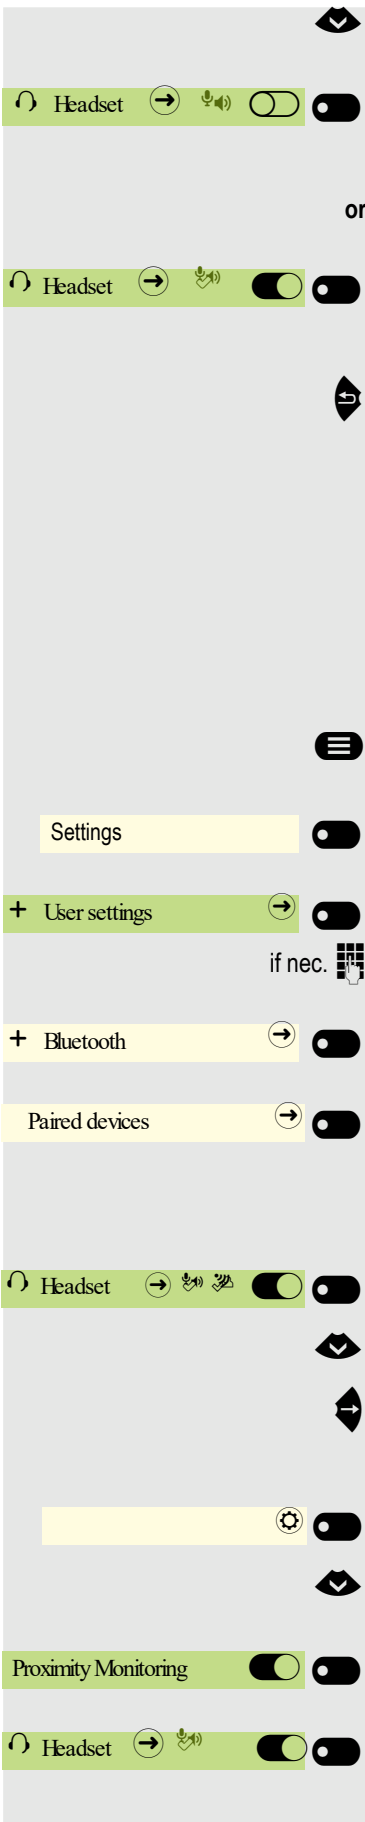 Headset
or
Headset
Settings
User settings
if nec.
Bluetooth
Paired devices
Headset
Proximity Monitoring
Headset